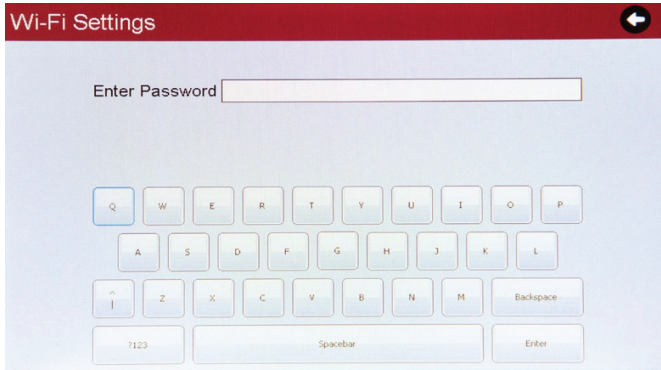 Wi-Fi Settings
Enter Password
Q W E R T Y U I O P
A S D F G H J K L
Z X C V B N M Backspace
?123 Spacebar Enter